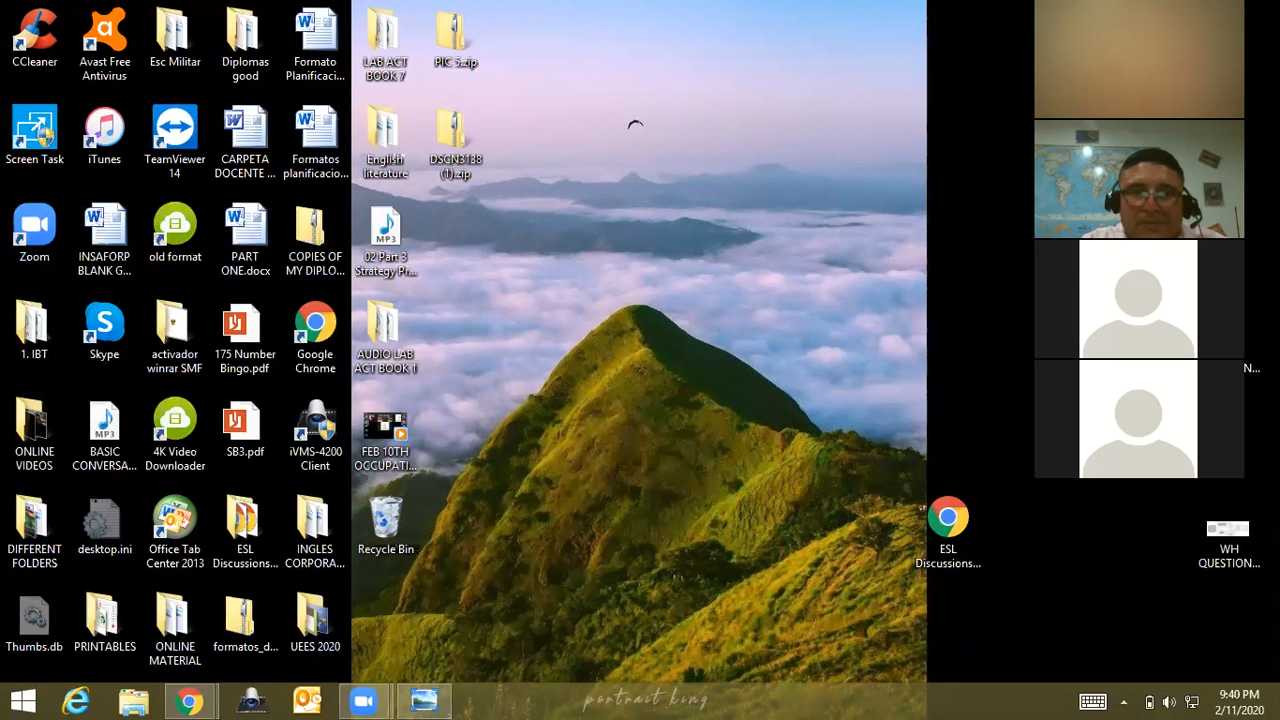 CCleaner
Avast Free
Antivirus
Esc Militar
Diplomas
good
Formato
Planificaci...
LAB ACT
BOOK 7
PIC 5.zip
Screen Task
iTunes
TeamViewer
14
CARPETA
DOCENTE ...
Formatos
planificacio...
English
literature
DSCN3138
(1).zip
Zoom
INSAFORP
BLANK G...
old format
PART
ONE.docx
COPIES OF
MY DIPLO...
MP3
02 Part 3
Strategy Pr...
1. IBT
Skype
activador
winrar SMF
175 Number
Bingo.pdf
Google
Chrome
AUDIO LAB
ACT BOOK 1
N...
ONLINE
VIDEOS
MP3
BASIC
CONVERSA...
4K Video
Downloader
SB3.pdf
iVMS-4200
Client
FEB 10TH
OCCUPATI...
DIFFERENT
FOLDERS
desktop.ini
Office Tab
Center 2013
ESL
Discussions...
INGLES
CORPORA...
Recycle Bin
ESL
Discussions...
WH
QUESTION...
Thumbs.db
PRINTABLES
ONLINE
MATERIAL
formatos_d...
UEES 2020
portrait king
9:40 PM
2/11/2020